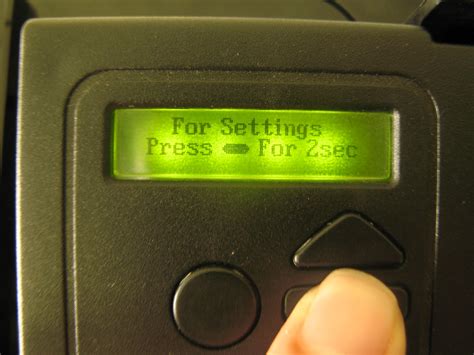 For Settings
Press For 2sec